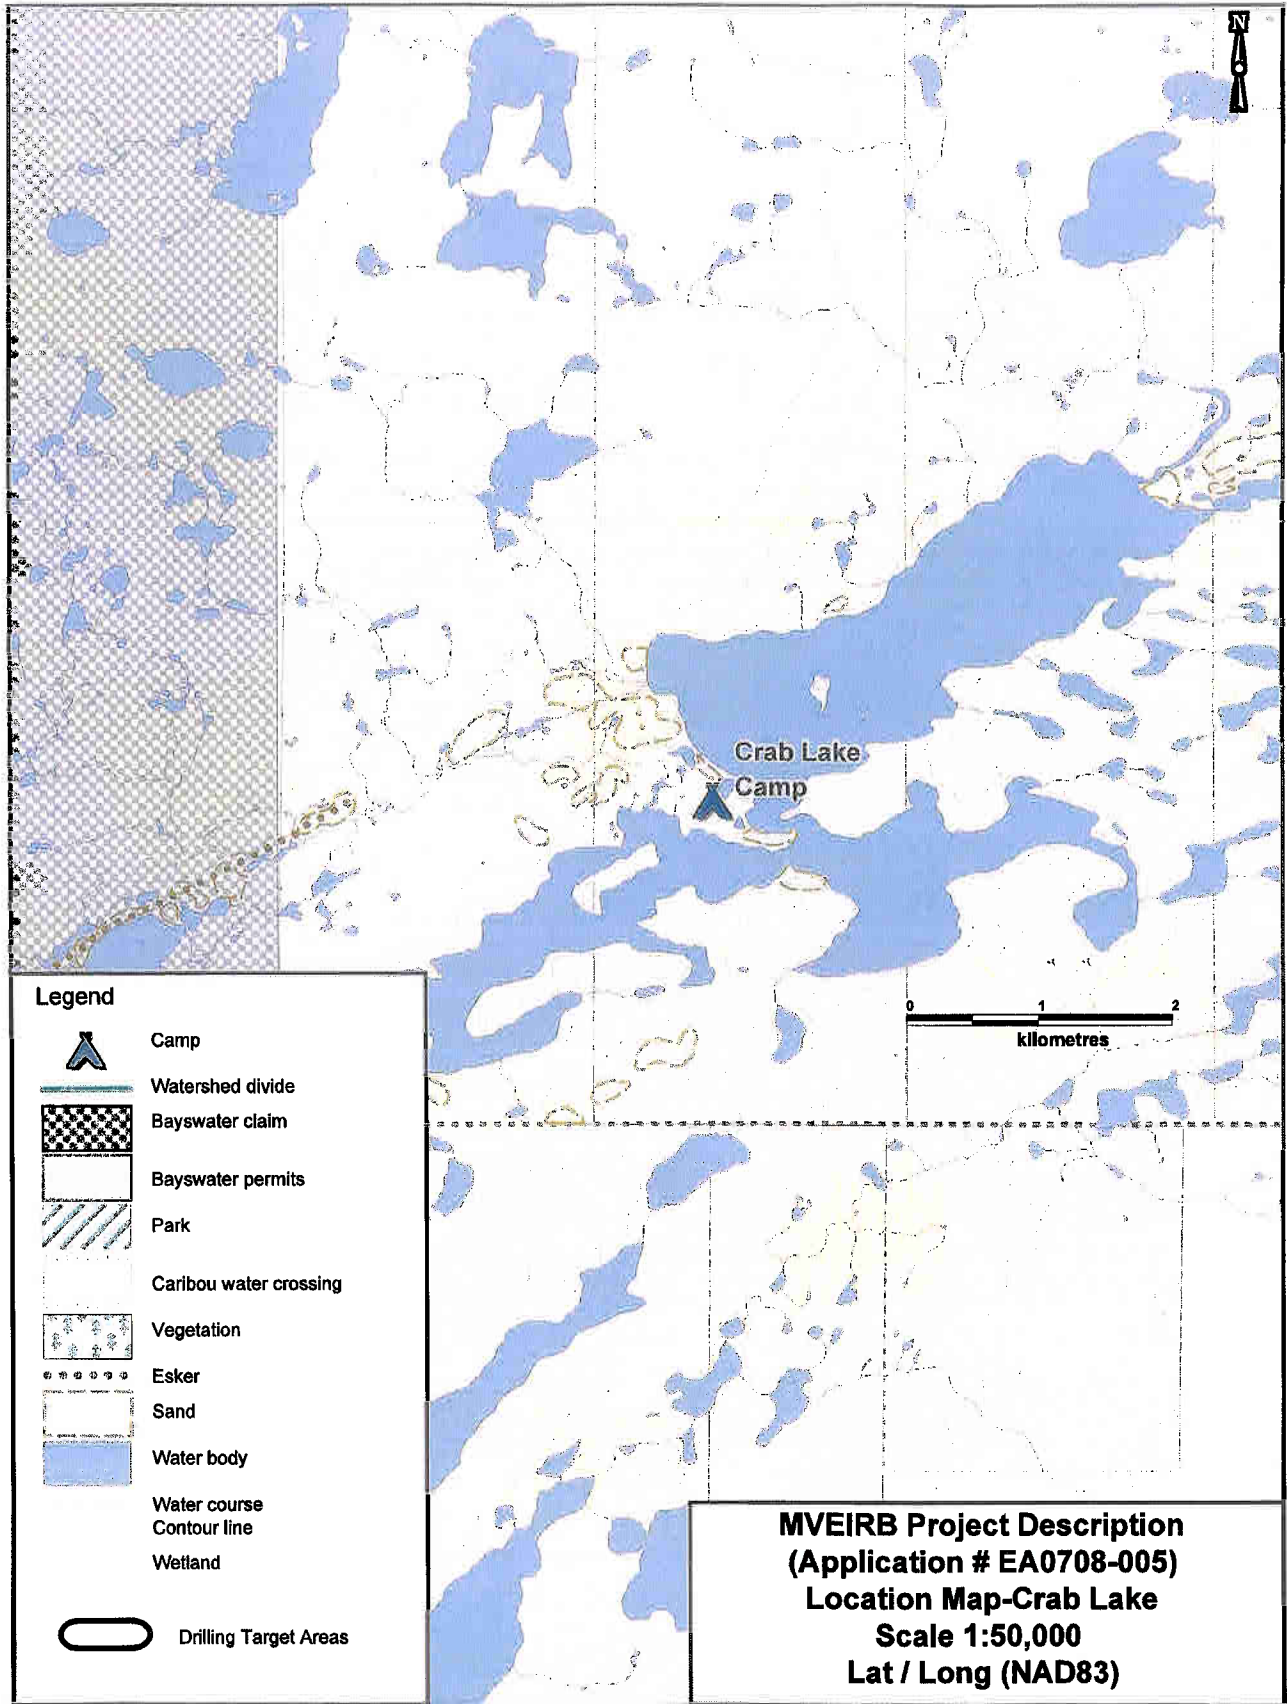 N
Crab Lake
Camp
0 1 2
kilometres
Legend
Camp
Watershed divide
Bayswater claim
Bayswater permits
Park
Caribou water crossing
Vegetation
Esker
Sand
Water body
Water course
Contour line
Wetland
Drilling Target Areas
MVEIRB Project Description
(Application # EA0708-005)
Location Map-Crab Lake
Scale 1:50,000
Lat / Long (NAD83)